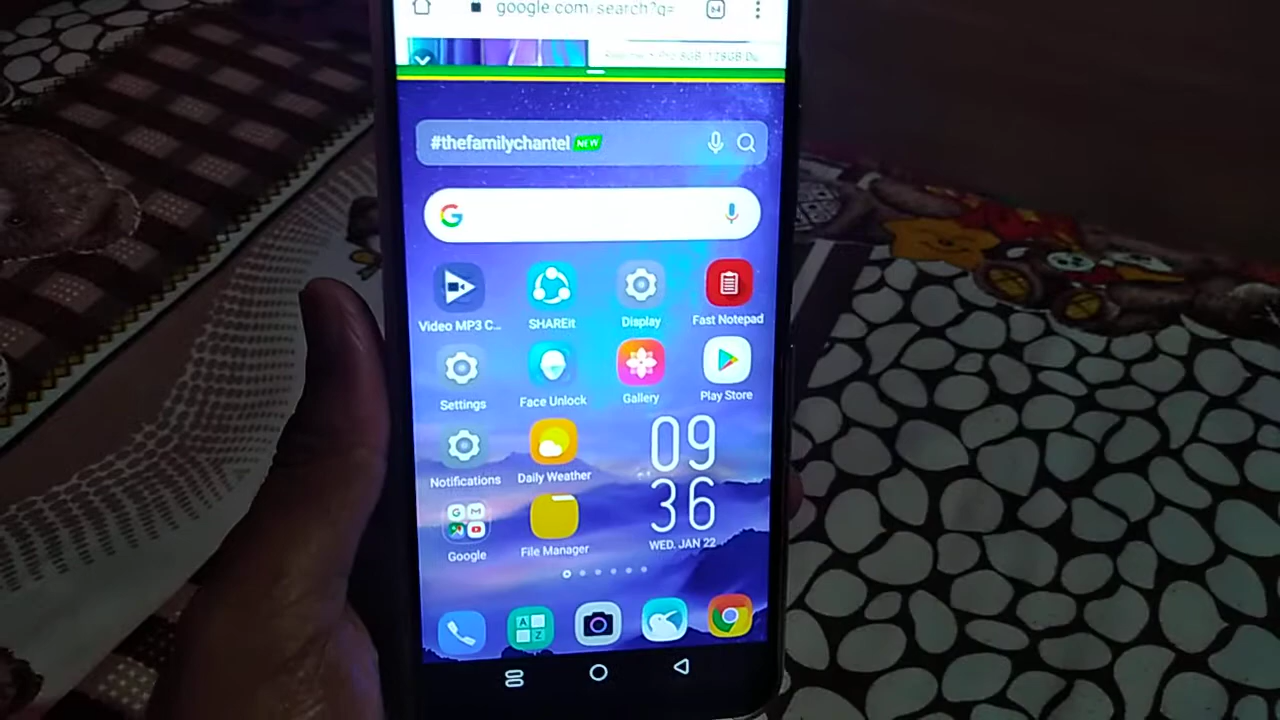 google.com/search?q=
64
#thefamilychantel NEW
G
Video MP3 C...
SHAREit
Display
Fast Notepad
Settings
Face Unlock
Gallery
Play Store
Notifications
Daily Weather
09
36
WED, JAN 22
G M
Google
File Manager
A
Z